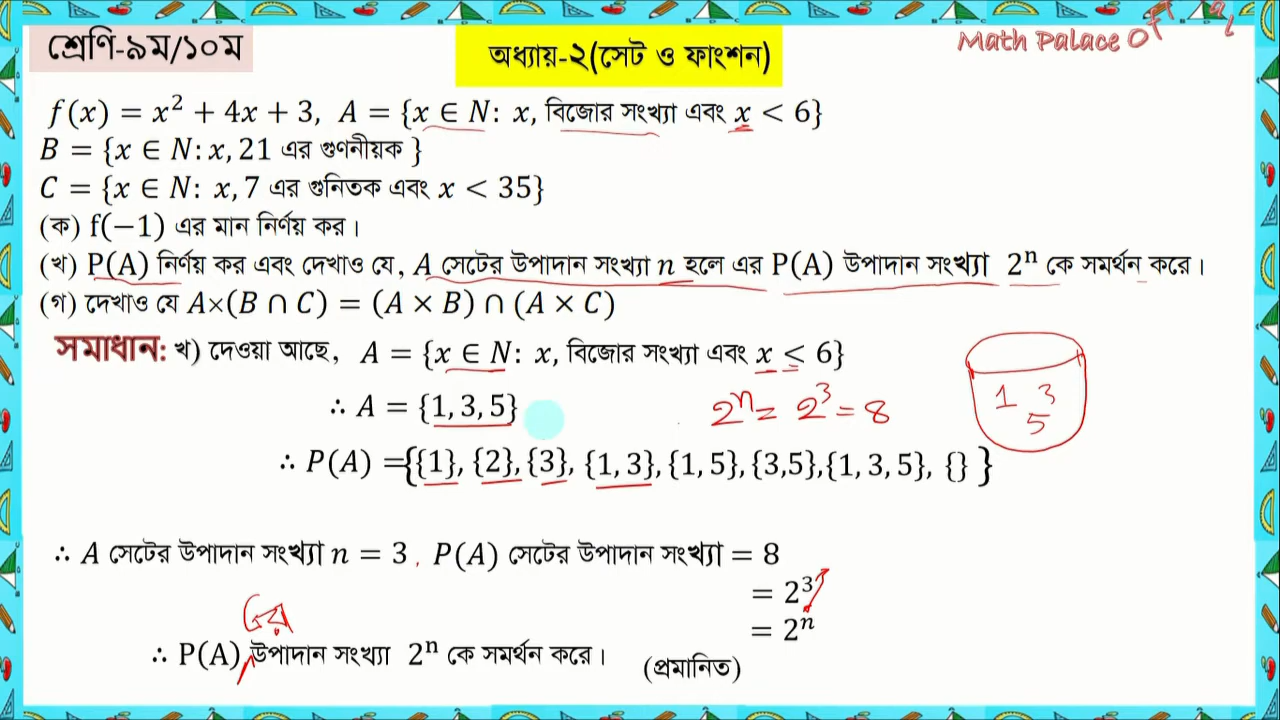 Math Palace Of
শ্রেণি-৯ম/১০ম
অধ্যায়-২(সেট ও ফাংশন)
f(x) = x² + 4x + 3, A = {x ∈ N: x, বিজোর সংখ্যা এবং x < 6}
B = {x ∈ N: x, 21 এর গুণনীয়ক }
C = {x ∈ N: x, 7 এর গুনিতক এবং x < 35}
(ক) f(−1) এর মান নির্ণয় কর।
(খ) P(A) নির্ণয় কর এবং দেখাও যে, A সেটের উপাদান সংখ্যা n হলে এর P(A) উপাদান সংখ্যা 2ⁿ কে সমর্থন করে।
(গ) দেখাও যে A×(B ∩ C) = (A × B) ∩ (A × C)
সমাধান: খ) দেওয়া আছে, A = {x ∈ N: x, বিজোর সংখ্যা এবং x < 6}
1 3
5
∴ A = {1, 3, 5}
2ⁿ = 2³ = 8
∴ P(A) ={{1}, {2}, {3}, {1, 3}, {1, 5}, {3,5},{1, 3, 5}, {} }
∴ A সেটের উপাদান সংখ্যা n = 3, P(A) সেটের উপাদান সংখ্যা = 8
= 2³
= 2ⁿ
এর
∴ P(A) উপাদান সংখ্যা 2ⁿ কে সমর্থন করে। (প্রমানিত)